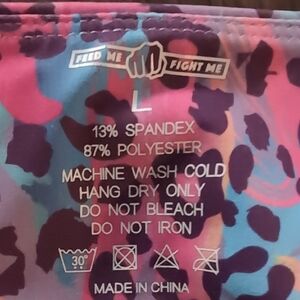 FEED ME FIGHT ME
L
13% SPANDEX
87% POLYESTER
MACHINE WASH COLD
HANG DRY ONLY
DO NOT BLEACH
DO NOT IRON
30°
MADE IN CHINA